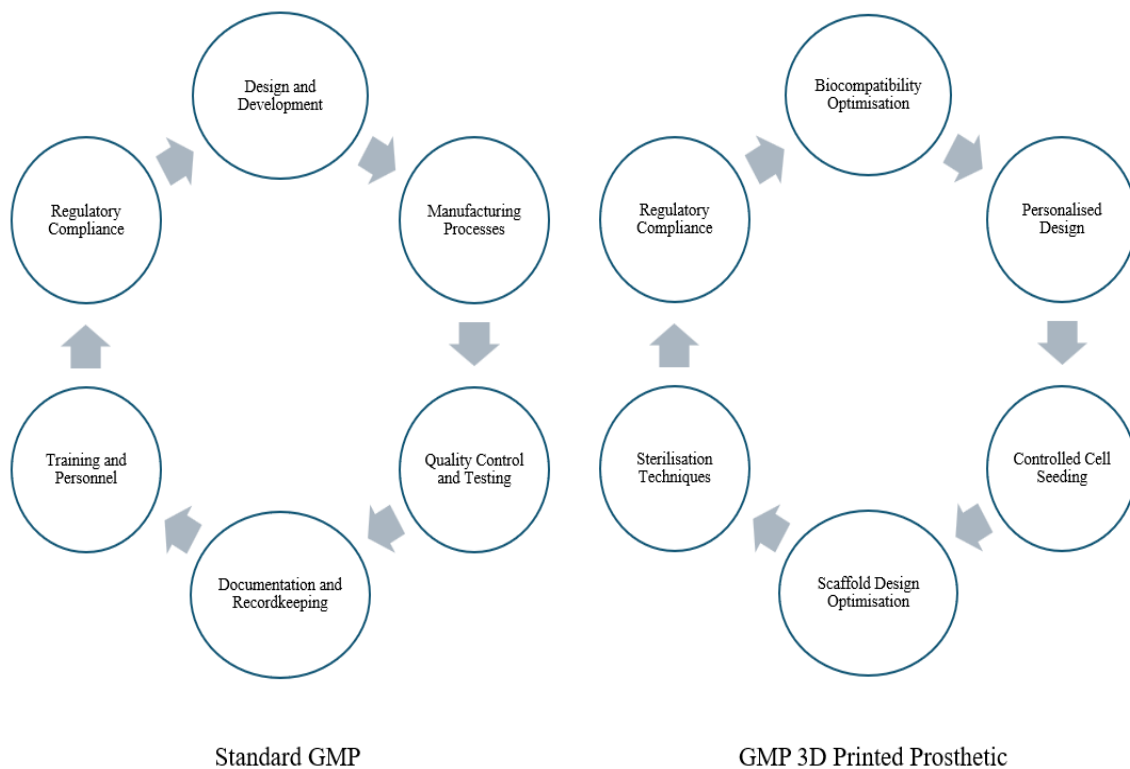 Design and
Development
Manufacturing
Processes
Quality Control
and Testing
Documentation and
Recordkeeping
Training and
Personnel
Regulatory
Compliance
Standard GMP
Biocompatibility
Optimisation
Personalised
Design
Controlled Cell
Seeding
Scaffold Design
Optimisation
Sterilisation
Techniques
Regulatory
Compliance
GMP 3D Printed Prosthetic